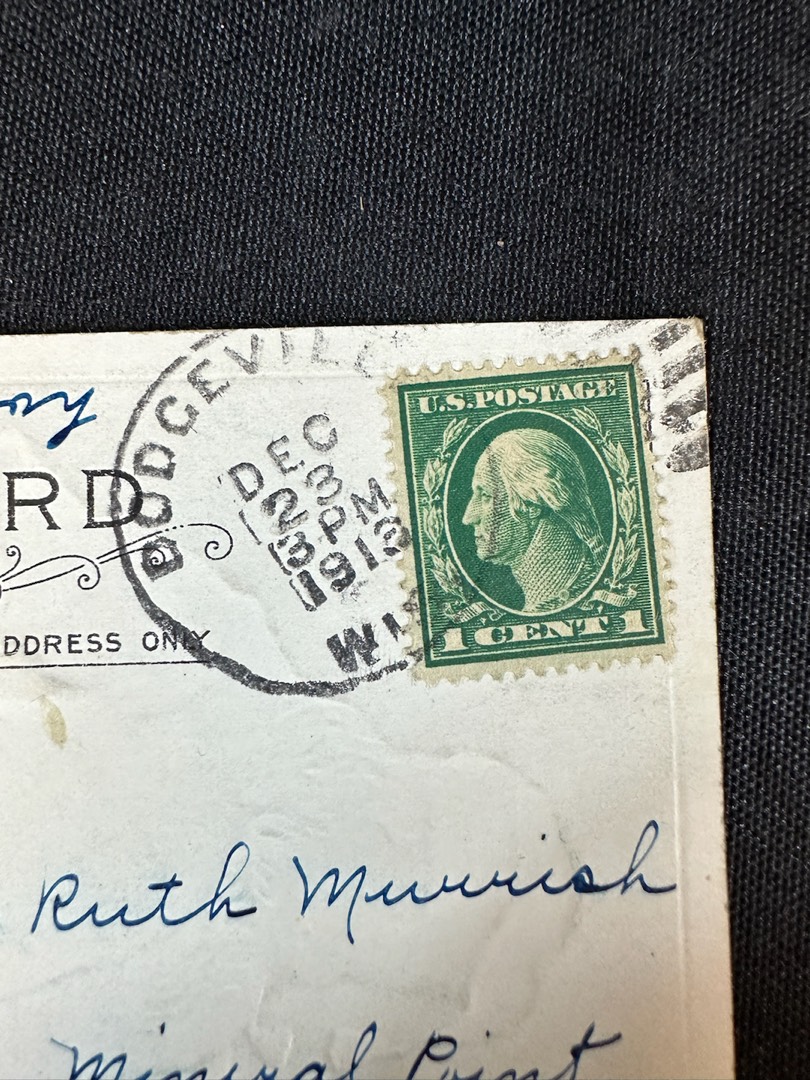 DODGEVILLE
U.S.POSTAGE
RD
DEC
23
3 PM
1913
WIS
1 CENT 1
DDRESS ONLY
Ruth Murrish
Mineral Point